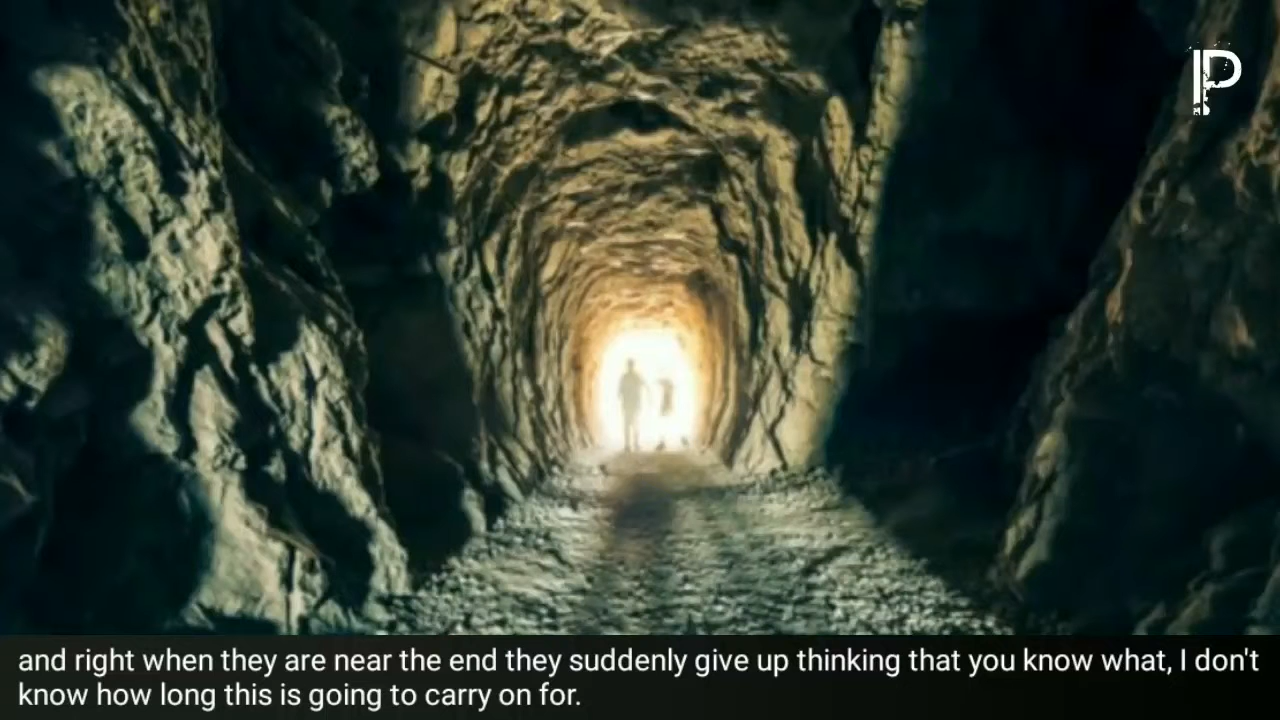 P
and right when they are near the end they suddenly give up thinking that you know what, I don't
know how long this is going to carry on for.